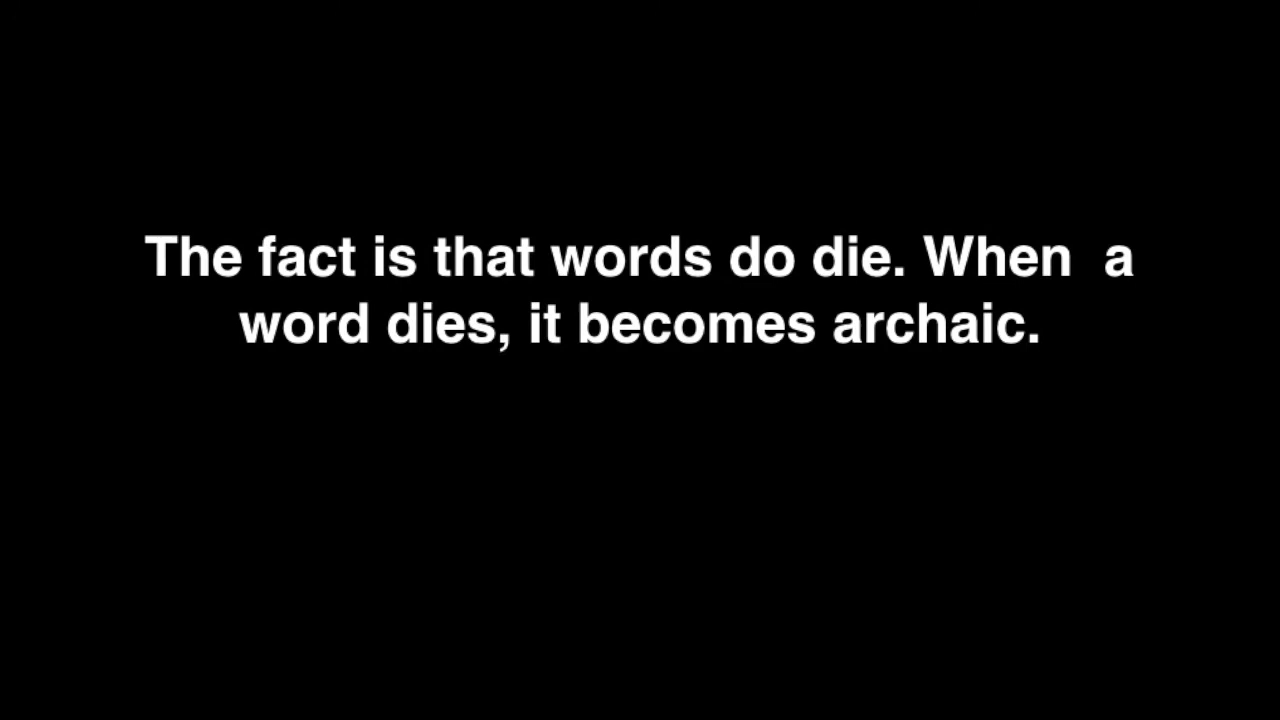 The fact is that words do die. When  a
word dies, it becomes archaic.